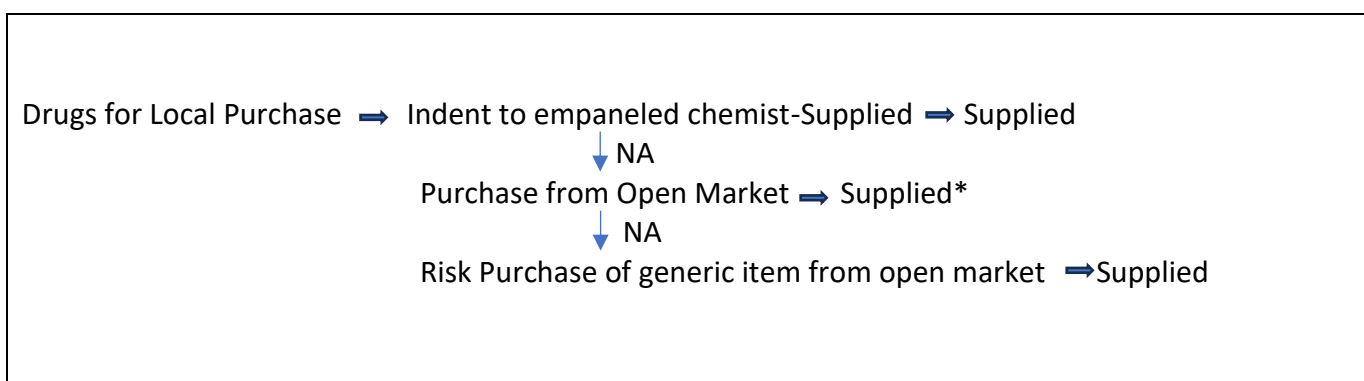 Drugs for Local Purchase Indent to empaneled chemist-Supplied Supplied
NA
Purchase from Open Market Supplied*
NA
Risk Purchase of generic item from open market Supplied